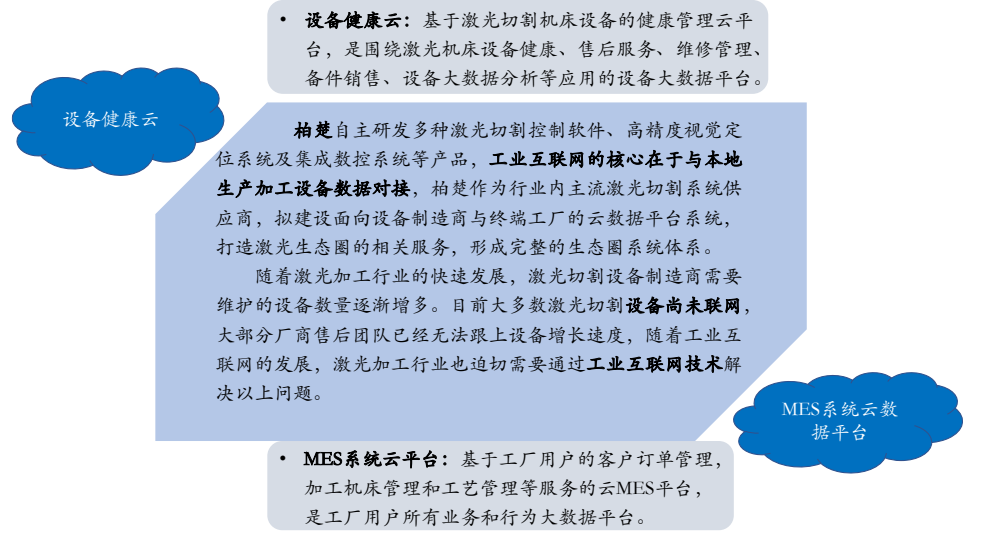 • 设备健康云：基于激光切割机床设备的健康管理云平
台，是围绕激光机床设备健康、售后服务、维修管理、
备件销售、设备大数据分析等应用的设备大数据平台。
设备健康云
柏楚自主研发多种激光切割控制软件、高精度视觉定
位系统及集成数控系统等产品，工业互联网的核心在于与本地
生产加工设备数据对接，柏楚作为行业内主流激光切割系统供
应商，拟建设面向设备制造商与终端工厂的云数据平台系统，
打造激光生态圈的相关服务，形成完整的生态圈系统体系。
随着激光加工行业的快速发展，激光切割设备制造商需要
维护的设备数量逐渐增多。目前大多数激光切割设备尚未联网，
大部分厂商售后团队已经无法跟上设备增长速度，随着工业互
联网的发展，激光加工行业也迫切需要通过工业互联网技术解
决以上问题。
MES系统云数
据平台
• MES系统云平台：基于工厂用户的客户订单管理，
加工机床管理和工艺管理等服务的云MES平台，
是工厂用户所有业务和行为大数据平台。